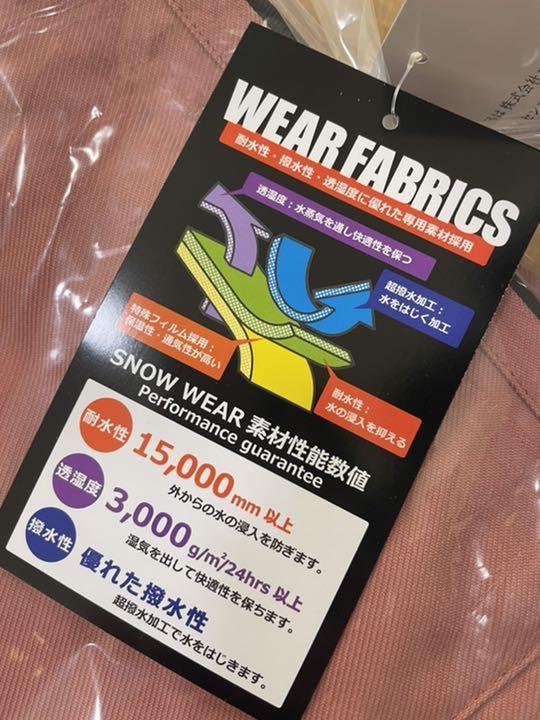 は株式会社
セン
WEAR FABRICS
耐水性・撥水性・透湿度に優れた専用素材採用
透湿度:水蒸気を通し快適性を保つ
超撥水加工:
水をはじく加工
特殊フィルム採用:
保温性・通気性が高い
耐水性:
水の浸入を抑える
SNOW WEAR 素材性能数値
Performance guarantee
耐水性 15,000mm 以上
外からの水の浸入を防ぎます。
透湿度 3,000g/m²/24hrs 以上
湿気を出して快適性を保ちます。
撥水性 優れた撥水性
超撥水加工で水をはじきます。